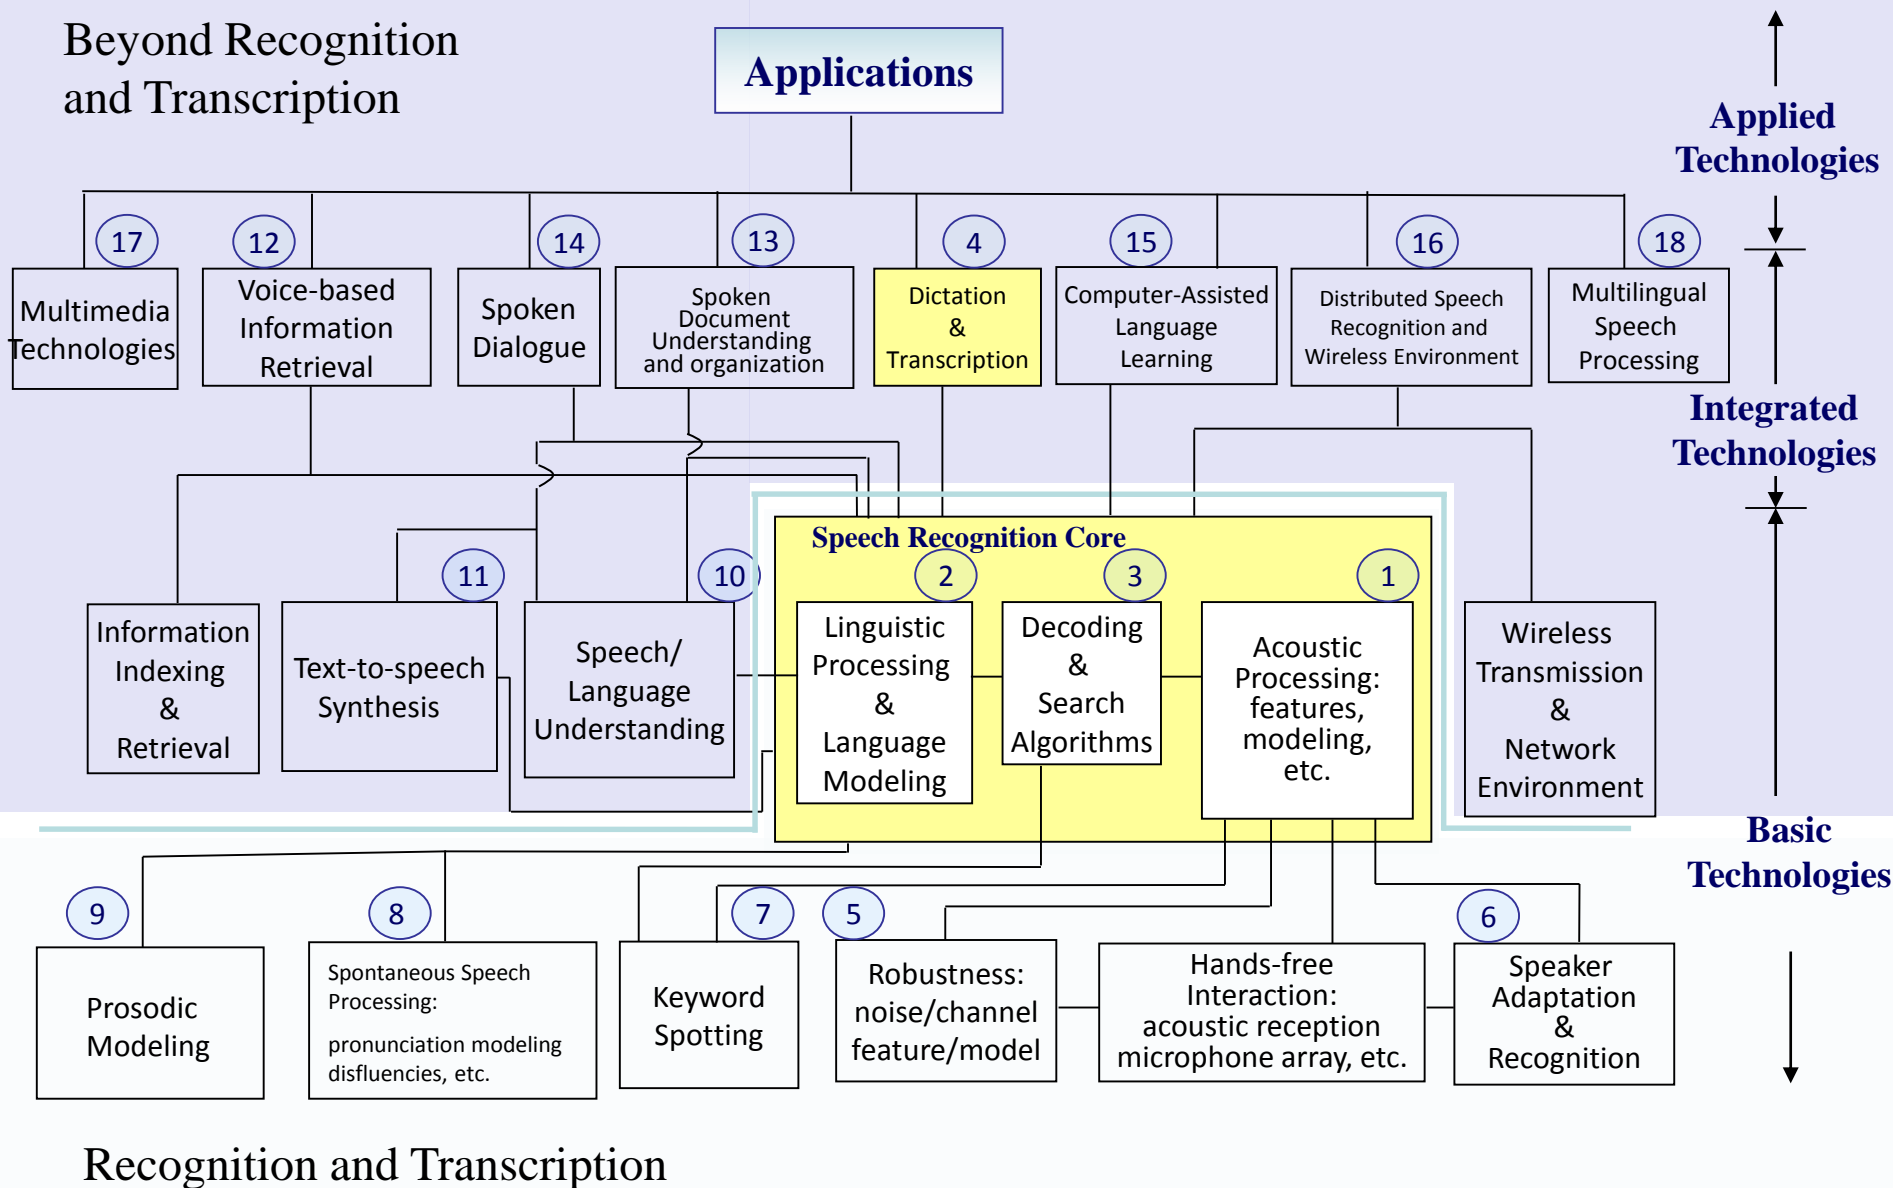 Beyond Recognition
and Transcription
Applications
Applied
Technologies
17
12
14
13
4
15
16
18
Multimedia
Technologies
Voice-based
Information
Retrieval
Spoken
Dialogue
Spoken
Document
Understanding
and organization
Dictation
&
Transcription
Computer-Assisted
Language
Learning
Distributed Speech
Recognition and
Wireless Environment
Multilingual
Speech
Processing
Integrated
Technologies
Speech Recognition Core
11
10
2
3
1
Information
Indexing
&
Retrieval
Text-to-speech
Synthesis
Speech/
Language
Understanding
Linguistic
Processing
&
Language
Modeling
Decoding
&
Search
Algorithms
Acoustic
Processing:
features,
modeling,
etc.
Wireless
Transmission
&
Network
Environment
Basic
Technologies
9
8
7
5
6
Prosodic
Modeling
Spontaneous Speech
Processing:
pronunciation modeling
disfluencies, etc.
Keyword
Spotting
Robustness:
noise/channel
feature/model
Hands-free
Interaction:
acoustic reception
microphone array, etc.
Speaker
Adaptation
&
Recognition
Recognition and Transcription